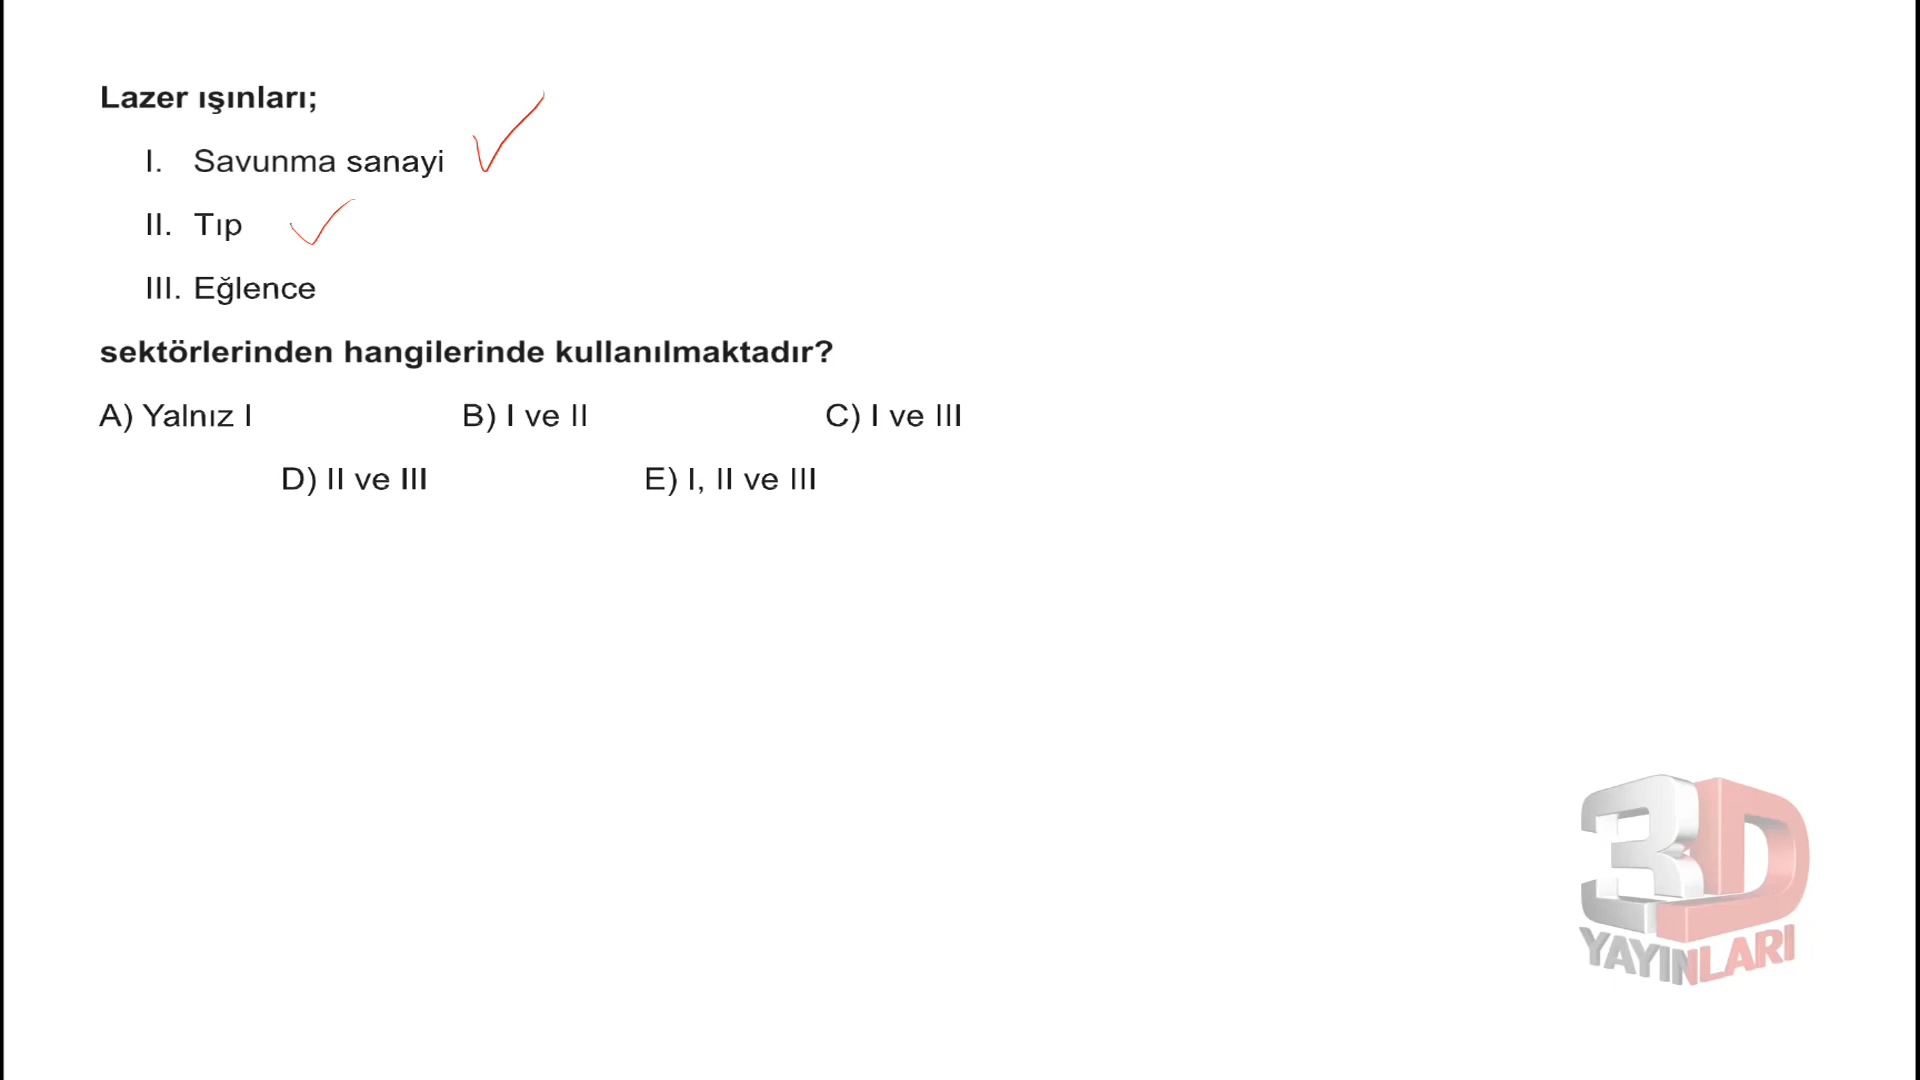 Lazer ışınları;
I. Savunma sanayi
II. Tıp
III. Eğlence
sektörlerinden hangilerinde kullanılmaktadır?
A) Yalnız I B) I ve II C) I ve III
D) II ve III E) I, II ve III
3D
YAYINLARI